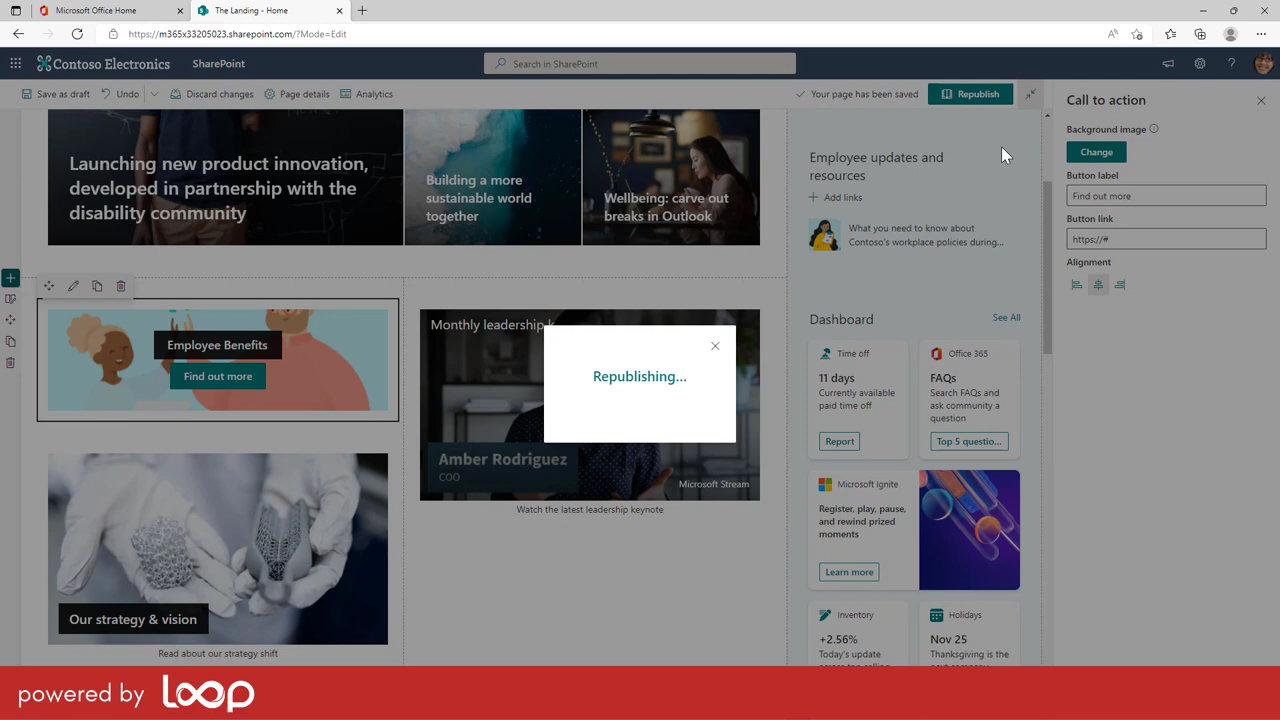 Microsoft Office Home
The Landing - Home
https://m365x33205023.sharepoint.com/?Mode=Edit
Contoso Electronics
SharePoint
Search in SharePoint
Save as draft
Undo
Discard changes
Page details
Analytics
Your page has been saved
Republish
Launching new product innovation,
developed in partnership with the
disability community
Building a more
sustainable world
together
Wellbeing: carve out
breaks in Outlook
Employee updates and
resources
Add links
What you need to know about
Contoso's workplace policies during...
Call to action
Background image
Change
Button label
Find out more
Button link
https://#
Alignment
Employee Benefits
Find out more
Monthly leadership k
Republishing...
Amber Rodriguez
COO
Microsoft Stream
Watch the latest leadership keynote
Our strategy & vision
Read about our strategy shift
Dashboard
See All
Time off
11 days
Currently available
paid time off
Report
Office 365
FAQs
Search FAQs and
ask community a
question
Top 5 questio...
Microsoft Ignite
Register, play, pause,
and rewind prized
moments
Learn more
Inventory
+2.56%
Today's update
Holidays
Nov 25
Thanksgiving is the
powered by loop